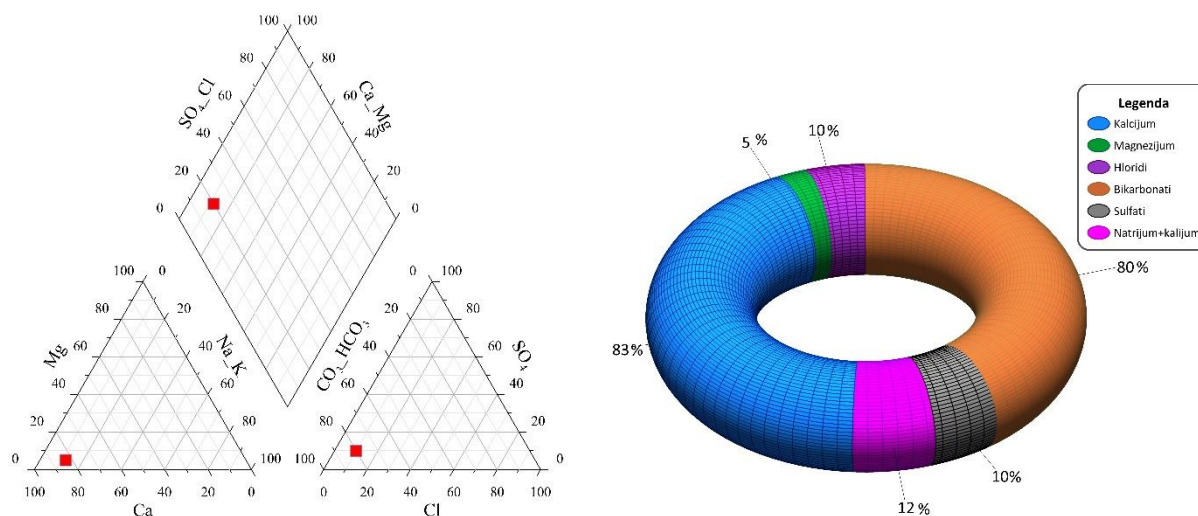 100 100
80 80
SO₄_Cl Ca_Mg
60 60
40 40
20 20
0 0
100 0 0 100
80 20 20 80
Mg Na_K CO₃_HCO₃ SO₄
60 40 40 60
40 60 60 40
20 80 80 20
0 100 100 0
100 80 60 40 20 0
Ca
0 20 40 60 80 100
Cl
5 %
10 %
80 %
83 %
12 %
10 %
Legenda
Kalcijum
Magnezijum
Hloridi
Bikarbonati
Sulfati
Natrijum+kalijum